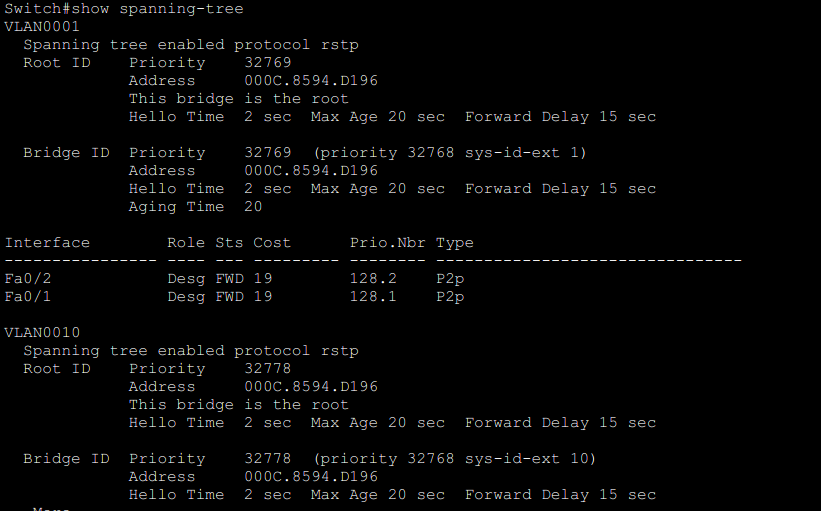 Switch#show spanning-tree
VLAN0001
  Spanning tree enabled protocol rstp
  Root ID    Priority    32769
             Address     000C.8594.D196
             This bridge is the root
             Hello Time  2 sec  Max Age 20 sec  Forward Delay 15 sec

  Bridge ID  Priority    32769  (priority 32768 sys-id-ext 1)
             Address     000C.8594.D196
             Hello Time  2 sec  Max Age 20 sec  Forward Delay 15 sec
             Aging Time  20

Interface        Role Sts Cost      Prio.Nbr Type
---------------- ---- --- --------- -------- --------------------------------
Fa0/2            Desg FWD 19        128.2    P2p
Fa0/1            Desg FWD 19        128.1    P2p

VLAN0010
  Spanning tree enabled protocol rstp
  Root ID    Priority    32778
             Address     000C.8594.D196
             This bridge is the root
             Hello Time  2 sec  Max Age 20 sec  Forward Delay 15 sec

  Bridge ID  Priority    32778  (priority 32768 sys-id-ext 10)
             Address     000C.8594.D196
             Hello Time  2 sec  Max Age 20 sec  Forward Delay 15 sec